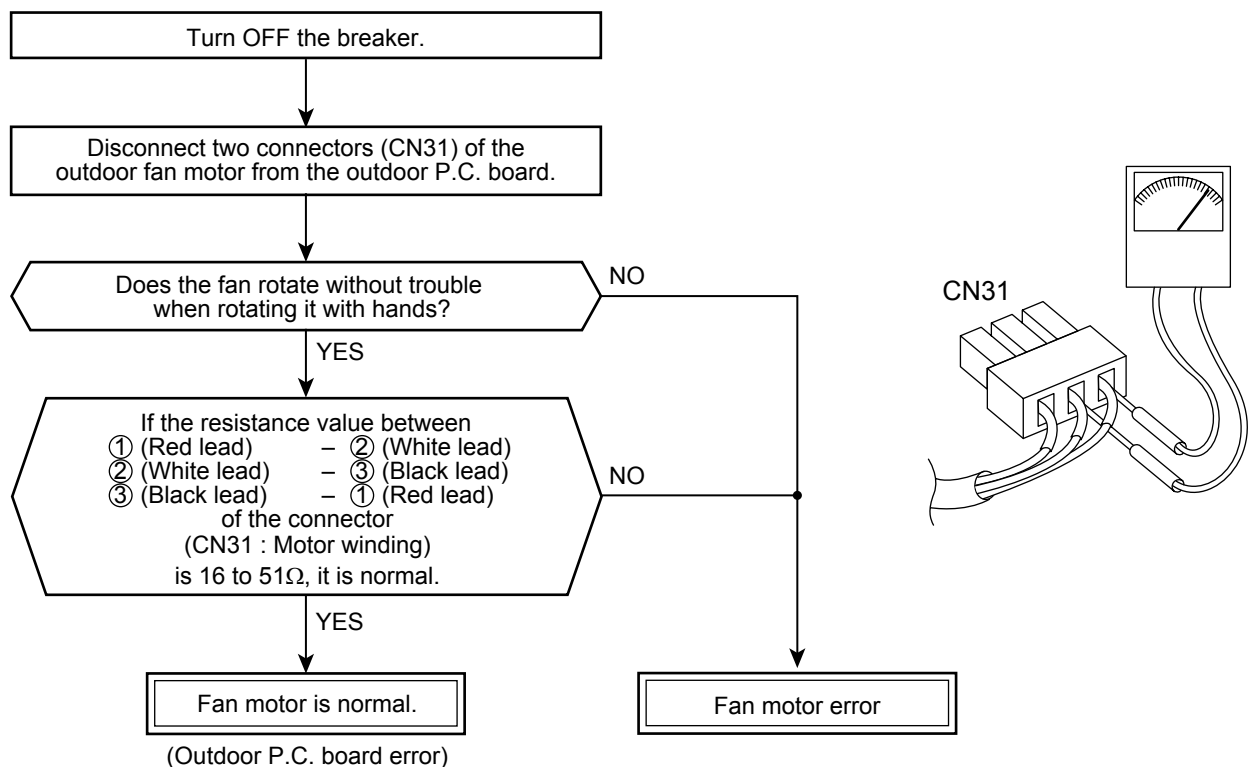 Turn OFF the breaker.
Disconnect two connectors (CN31) of the
outdoor fan motor from the outdoor P.C. board.
Does the fan rotate without trouble
when rotating it with hands?
NO
YES
If the resistance value between
① (Red lead) – ② (White lead)
② (White lead) – ③ (Black lead)
③ (Black lead) – ① (Red lead)
of the connector
(CN31 : Motor winding)
is 16 to 51Ω, it is normal.
NO
YES
Fan motor is normal.
(Outdoor P.C. board error)
Fan motor error
CN31